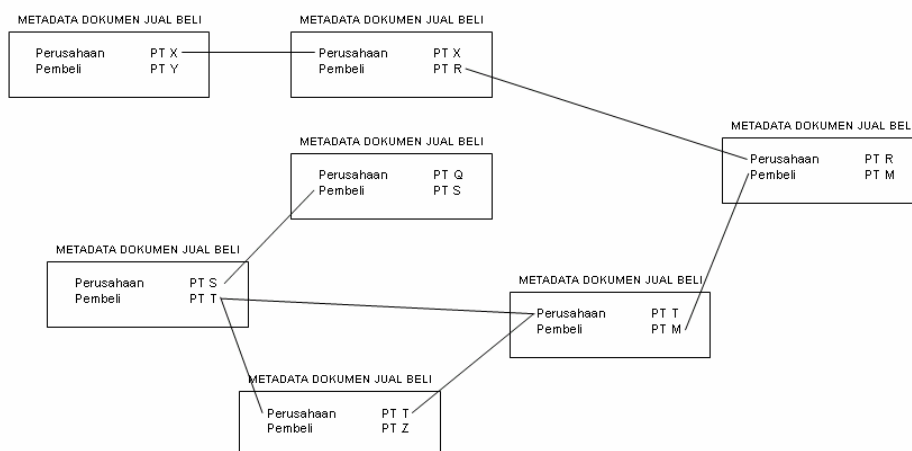 METADATA DOKUMEN JUAL BELI
Perusahaan PT X
Pembeli PT Y
METADATA DOKUMEN JUAL BELI
Perusahaan PT X
Pembeli PT R
METADATA DOKUMEN JUAL BELI
Perusahaan PT R
Pembeli PT M
METADATA DOKUMEN JUAL BELI
Perusahaan PT Q
Pembeli PT S
METADATA DOKUMEN JUAL BELI
Perusahaan PT S
Pembeli PT T
METADATA DOKUMEN JUAL BELI
Perusahaan PT T
Pembeli PT M
METADATA DOKUMEN JUAL BELI
Perusahaan PT T
Pembeli PT Z